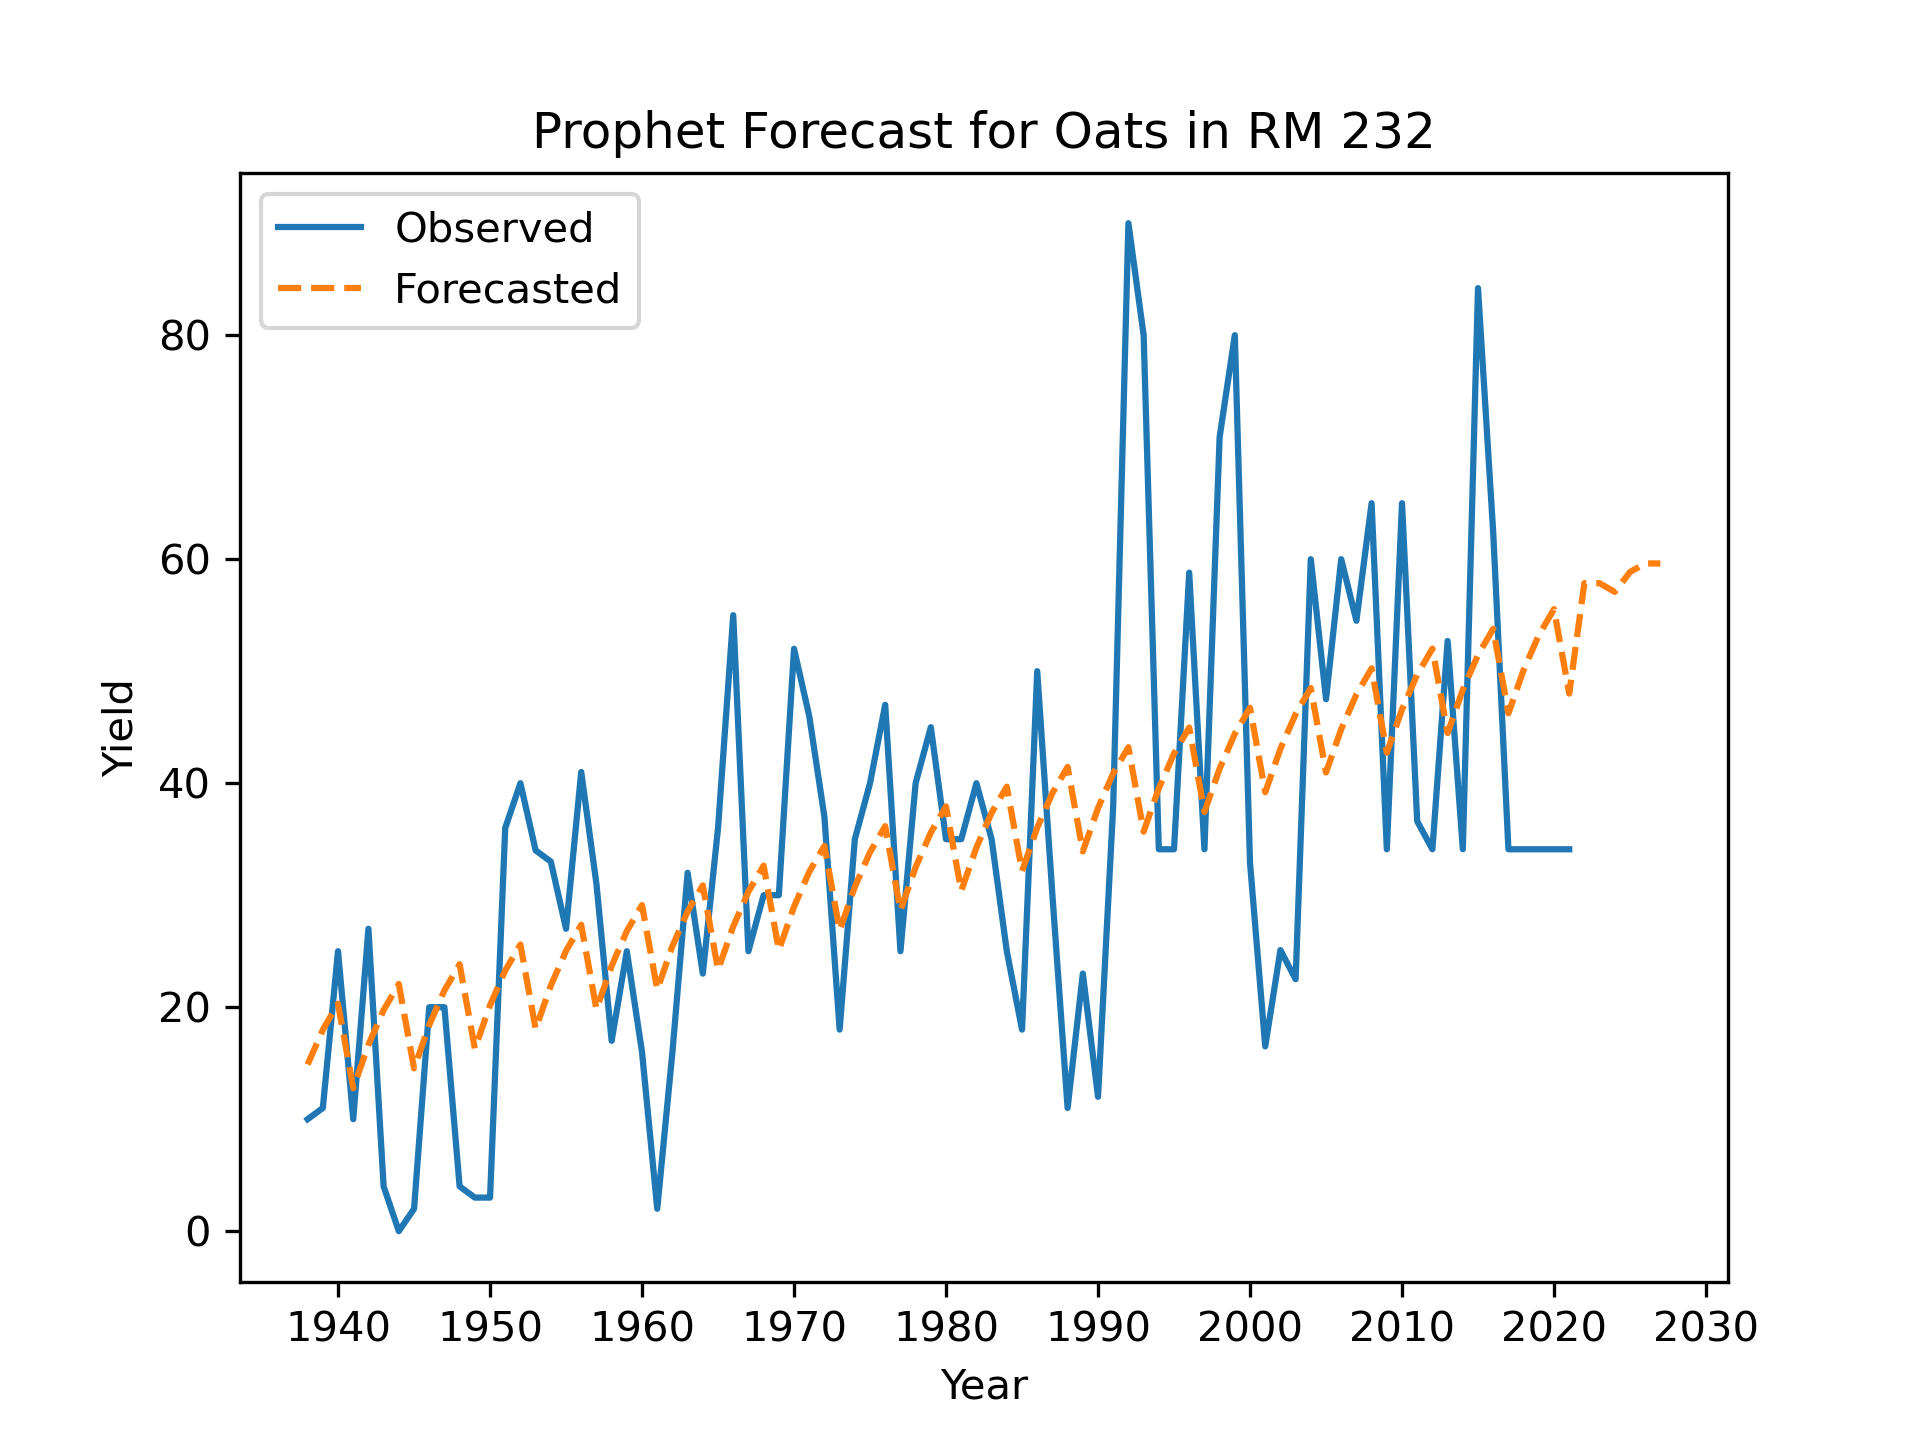 Prophet Forecast for Oats in RM 232
Observed
Forecasted
Yield
80
60
40
20
0
1940 1950 1960 1970 1980 1990 2000 2010 2020 2030
Year